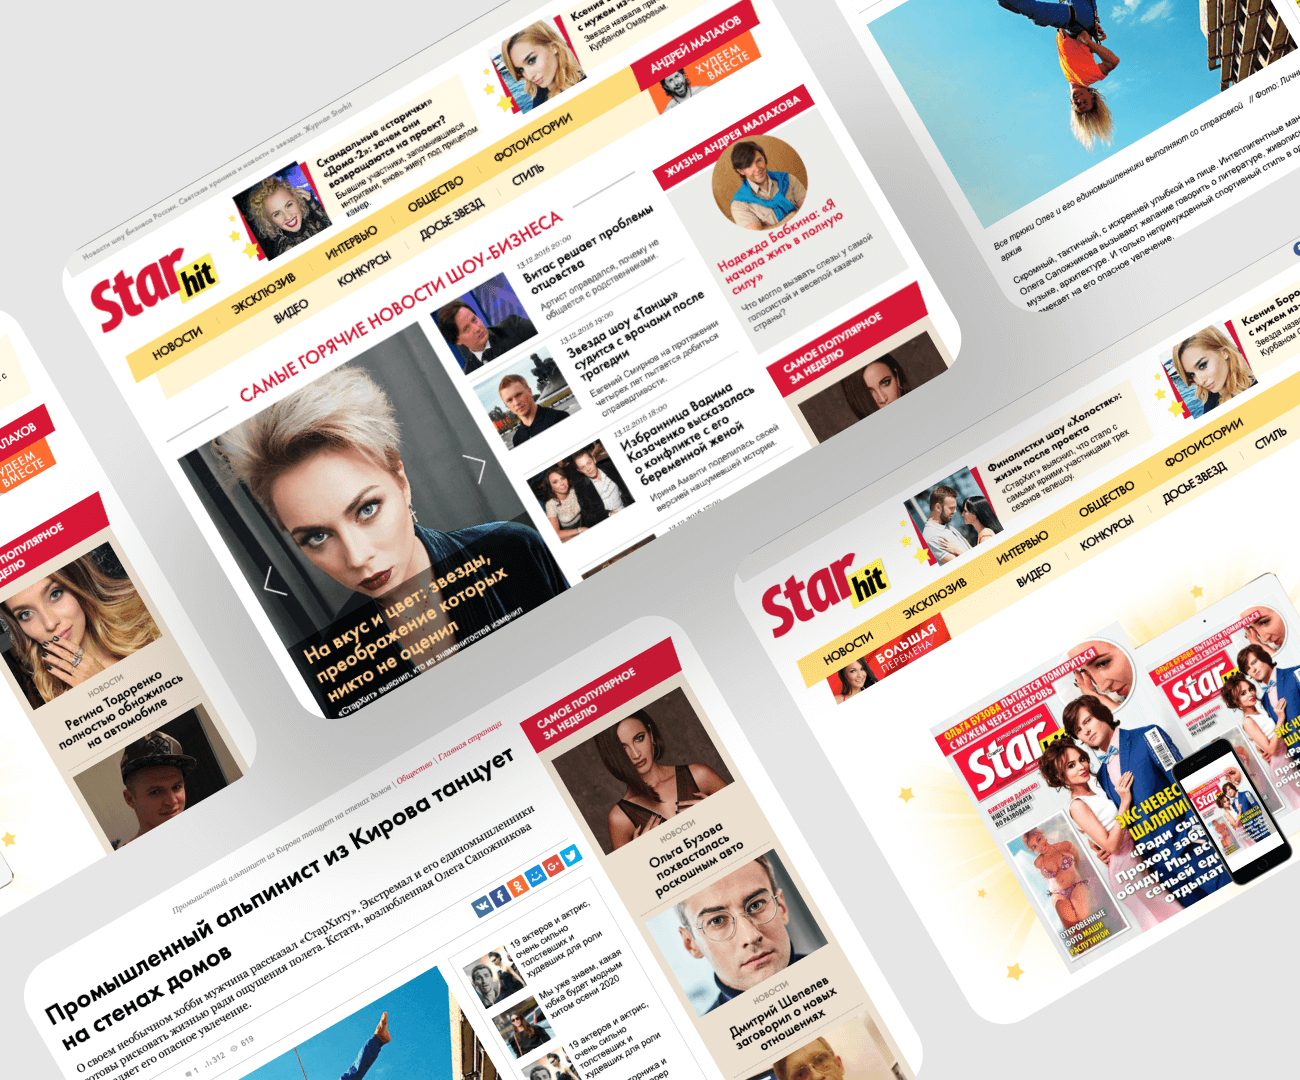 Новости шоу бизнеса России. Светская хроника и новости о звездах. Журнал Starhit
Star
hit
Скандальные «старички»
«Дома-2»: зачем они
возвращаются на проект?
Бывшие участники, запомнившиеся
интригами, вновь живут под прицелом
камер.
Ксения
с мужем из-
Звезда назвала при
Курбаном Омаровым.
НОВОСТИ
ЭКСКЛЮЗИВ
ИНТЕРВЬЮ
ОБЩЕСТВО
ФОТОИСТОРИИ
АНДРЕЙ МАЛАХОВ
ВИДЕО
КОНКУРСЫ
ДОСЬЕ ЗВЕЗД
СТИЛЬ
ХУДЕЕМ
ВМЕСТЕ
САМЫЕ ГОРЯЧИЕ НОВОСТИ ШОУ-БИЗНЕСА
На вкус и цвет: звезды,
преображение которых
никто не оценил
«СтарХит» выяснил, кто из знаменитостей изменил
13.12.2016 20:00
Витас решает проблемы
отцовства
Артист оправдался, почему не
общается с родственниками.
13.12.2016 19:00
Звезда шоу «Танцы»
судится с врачами после
трагедии
Евгений Смирнов на протяжении
четырех лет пытается добиться
справедливости.
13.12.2016 18:00
Избранница Вадима
Казаченко высказалась
о конфликте с его
беременной женой
Ирина Аманти поделилась своей
версией нашумевшей истории.
13.12.2016 17:00
ЖИЗНЬ АНДРЕЯ МАЛАХОВА
Надежда Бабкина: «Я
начала жить в полную
силу»
Что могло вызвать слезы у самой
голосистой и веселой казачки
страны?
САМОЕ ПОПУЛЯРНОЕ
ЗА НЕДЕЛЮ
Все трюки Олег и его единомышленники выполняют со страховкой // Фото: Личн
архив
Скромный, тактичный, с искренней улыбкой на лице. Интеллигентные ман
Олега Сапожникова вызывают желание говорить о литературе, живопис
музыке, архитектуре. И только непринужденный спортивный стиль в од
намекает на его опасное увлечение.
АЛАХОВ
УДЕЕМ
ВМЕСТЕ
ПОПУЛЯРНОЕ
ДЕЛЮ
НОВОСТИ
Регина Тодоренко
полностью обнажилась
на автомобиле
Промышленный альпинист из Кирова танцует на стенах домов \ Общество \ Главная страница
Промышленный альпинист из Кирова танцует
на стенах домов
О своем необычном хобби мужчина рассказал «СтарХиту». Экстремал и его единомышленники
готовы рисковать жизнью ради ощущения полета. Кстати, возлюбленная Олега Сапожникова
ляет его опасное увлечение.
1 312 619
19 актеров и актрис,
очень сильно
толстевших и
худевших для роли
Мы уже знаем, какая
юбка будет модным
хитом осени 2020
19 актеров и актрис,
очень сильно
толстевших и
худевших для роли
САМОЕ ПОПУЛЯРНОЕ
ЗА НЕДЕЛЮ
НОВОСТИ
Ольга Бузова
похвасталась
роскошным авто
НОВОСТИ
Дмитрий Шепелев
заговорил о новых
отношениях
Star
hit
Финалистки шоу «Холостяк»:
жизнь после проекта
«СтарХит» выяснил, что стало с
самыми яркими участницами трех
сезонов телешоу.
Ксения Боро
с мужем из-
Звезда назвал
Курбаном О
НОВОСТИ
ЭКСКЛЮЗИВ
ИНТЕРВЬЮ
ОБЩЕСТВО
ФОТОИСТОРИИ
ВИДЕО
КОНКУРСЫ
ДОСЬЕ ЗВЕЗД
СТИЛЬ
БОЛЬШАЯ
ПЕРЕМЕНА
ОЛЬГА БУЗОВА ПЫТАЕТСЯ ПОМИРИТЬСЯ
С МУЖЕМ ЧЕРЕЗ СВЕКРОВЬ
Star
ВИКТОРИЯ ДАЙНЕКО
ИЩЕТ АДВОКАТА
ПО РАЗВОДАМ
ЭКС-НЕВЕС
ШАЛЯПИ
«Ради сы
Прохор забе
обиду. Мы вс
семьей ед
отдыхат
ОТКРОВЕННЫЕ
ФОТО МАШИ
РАСПУТИНОЙ